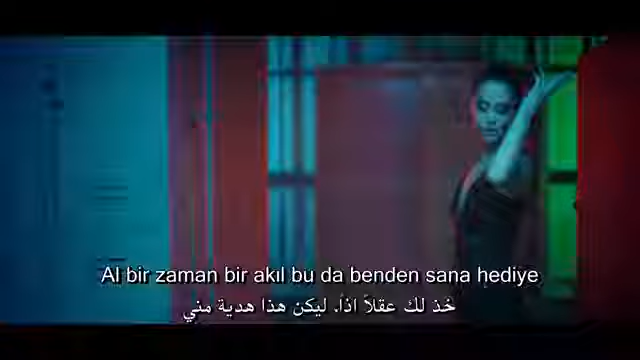 Al bir zaman bir akıl bu da benden sana hediye
خذ لك عقلاً اذاً. ليكن هذا هدية مني